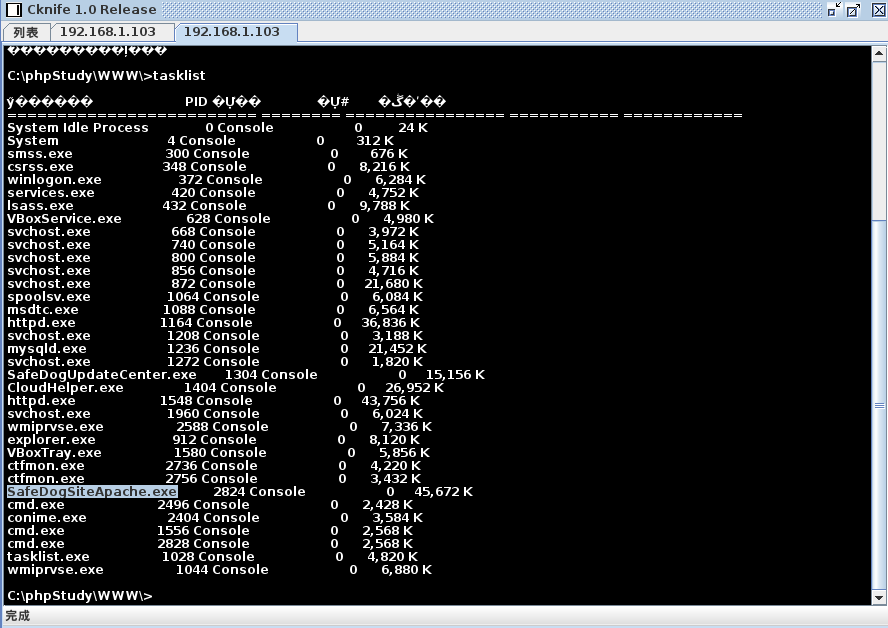 Cknife 1.0 Release
列表 192.168.1.103 192.168.1.103
C:\phpStudy\WWW\>tasklist
PID
========================= ======== ================ =========== ============
System Idle Process 0 Console 0 24 K
System 4 Console 0 312 K
smss.exe 300 Console 0 676 K
csrss.exe 348 Console 0 8,216 K
winlogon.exe 372 Console 0 6,284 K
services.exe 420 Console 0 4,752 K
lsass.exe 432 Console 0 9,788 K
VBoxService.exe 628 Console 0 4,980 K
svchost.exe 668 Console 0 3,972 K
svchost.exe 740 Console 0 5,164 K
svchost.exe 800 Console 0 5,884 K
svchost.exe 856 Console 0 4,716 K
svchost.exe 872 Console 0 21,680 K
spoolsv.exe 1064 Console 0 6,084 K
msdtc.exe 1088 Console 0 6,564 K
httpd.exe 1164 Console 0 36,836 K
svchost.exe 1208 Console 0 3,188 K
mysqld.exe 1236 Console 0 21,452 K
svchost.exe 1272 Console 0 1,820 K
SafeDogUpdateCenter.exe 1304 Console 0 15,156 K
CloudHelper.exe 1404 Console 0 26,952 K
httpd.exe 1548 Console 0 43,756 K
svchost.exe 1960 Console 0 6,024 K
wmiprvse.exe 2588 Console 0 7,336 K
explorer.exe 912 Console 0 8,120 K
VBoxTray.exe 1580 Console 0 5,856 K
ctfmon.exe 2736 Console 0 4,220 K
ctfmon.exe 2756 Console 0 3,432 K
SafeDogSiteApache.exe 2824 Console 0 45,672 K
cmd.exe 2496 Console 0 2,428 K
conime.exe 2404 Console 0 3,584 K
cmd.exe 1556 Console 0 2,568 K
cmd.exe 2828 Console 0 2,568 K
tasklist.exe 1028 Console 0 4,820 K
wmiprvse.exe 1044 Console 0 6,880 K
C:\phpStudy\WWW\>
完成